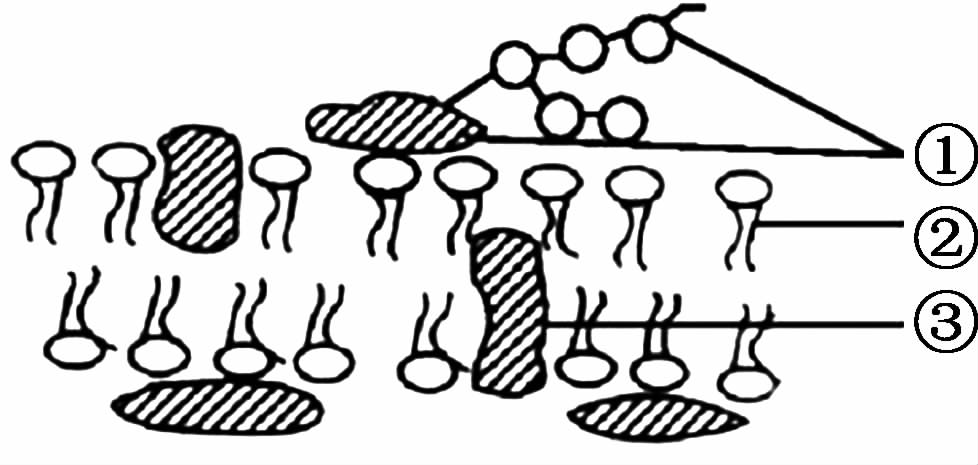 ①
②
③